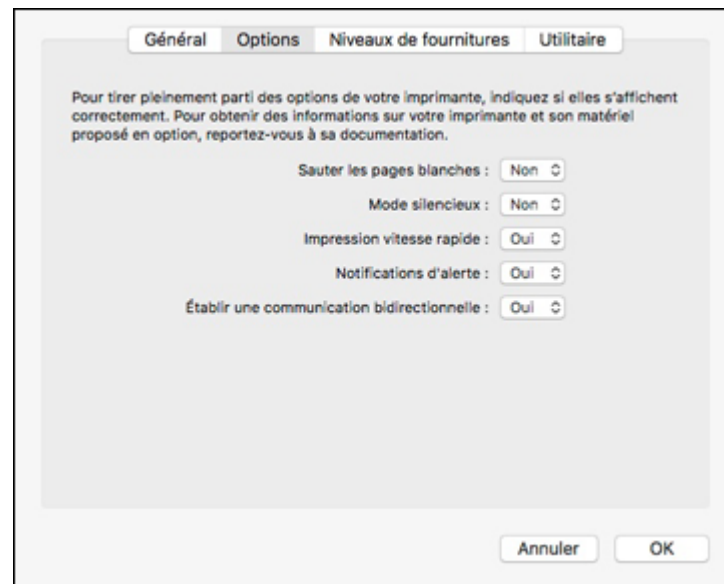 Général Options Niveaux de fournitures Utilitaire
Pour tirer pleinement parti des options de votre imprimante, indiquez si elles s'affichent
correctement. Pour obtenir des informations sur votre imprimante et son matériel
proposé en option, reportez-vous à sa documentation.
Sauter les pages blanches : Non
Mode silencieux : Non
Impression vitesse rapide : Oui
Notifications d'alerte : Oui
Établir une communication bidirectionnelle : Oui
Annuler OK